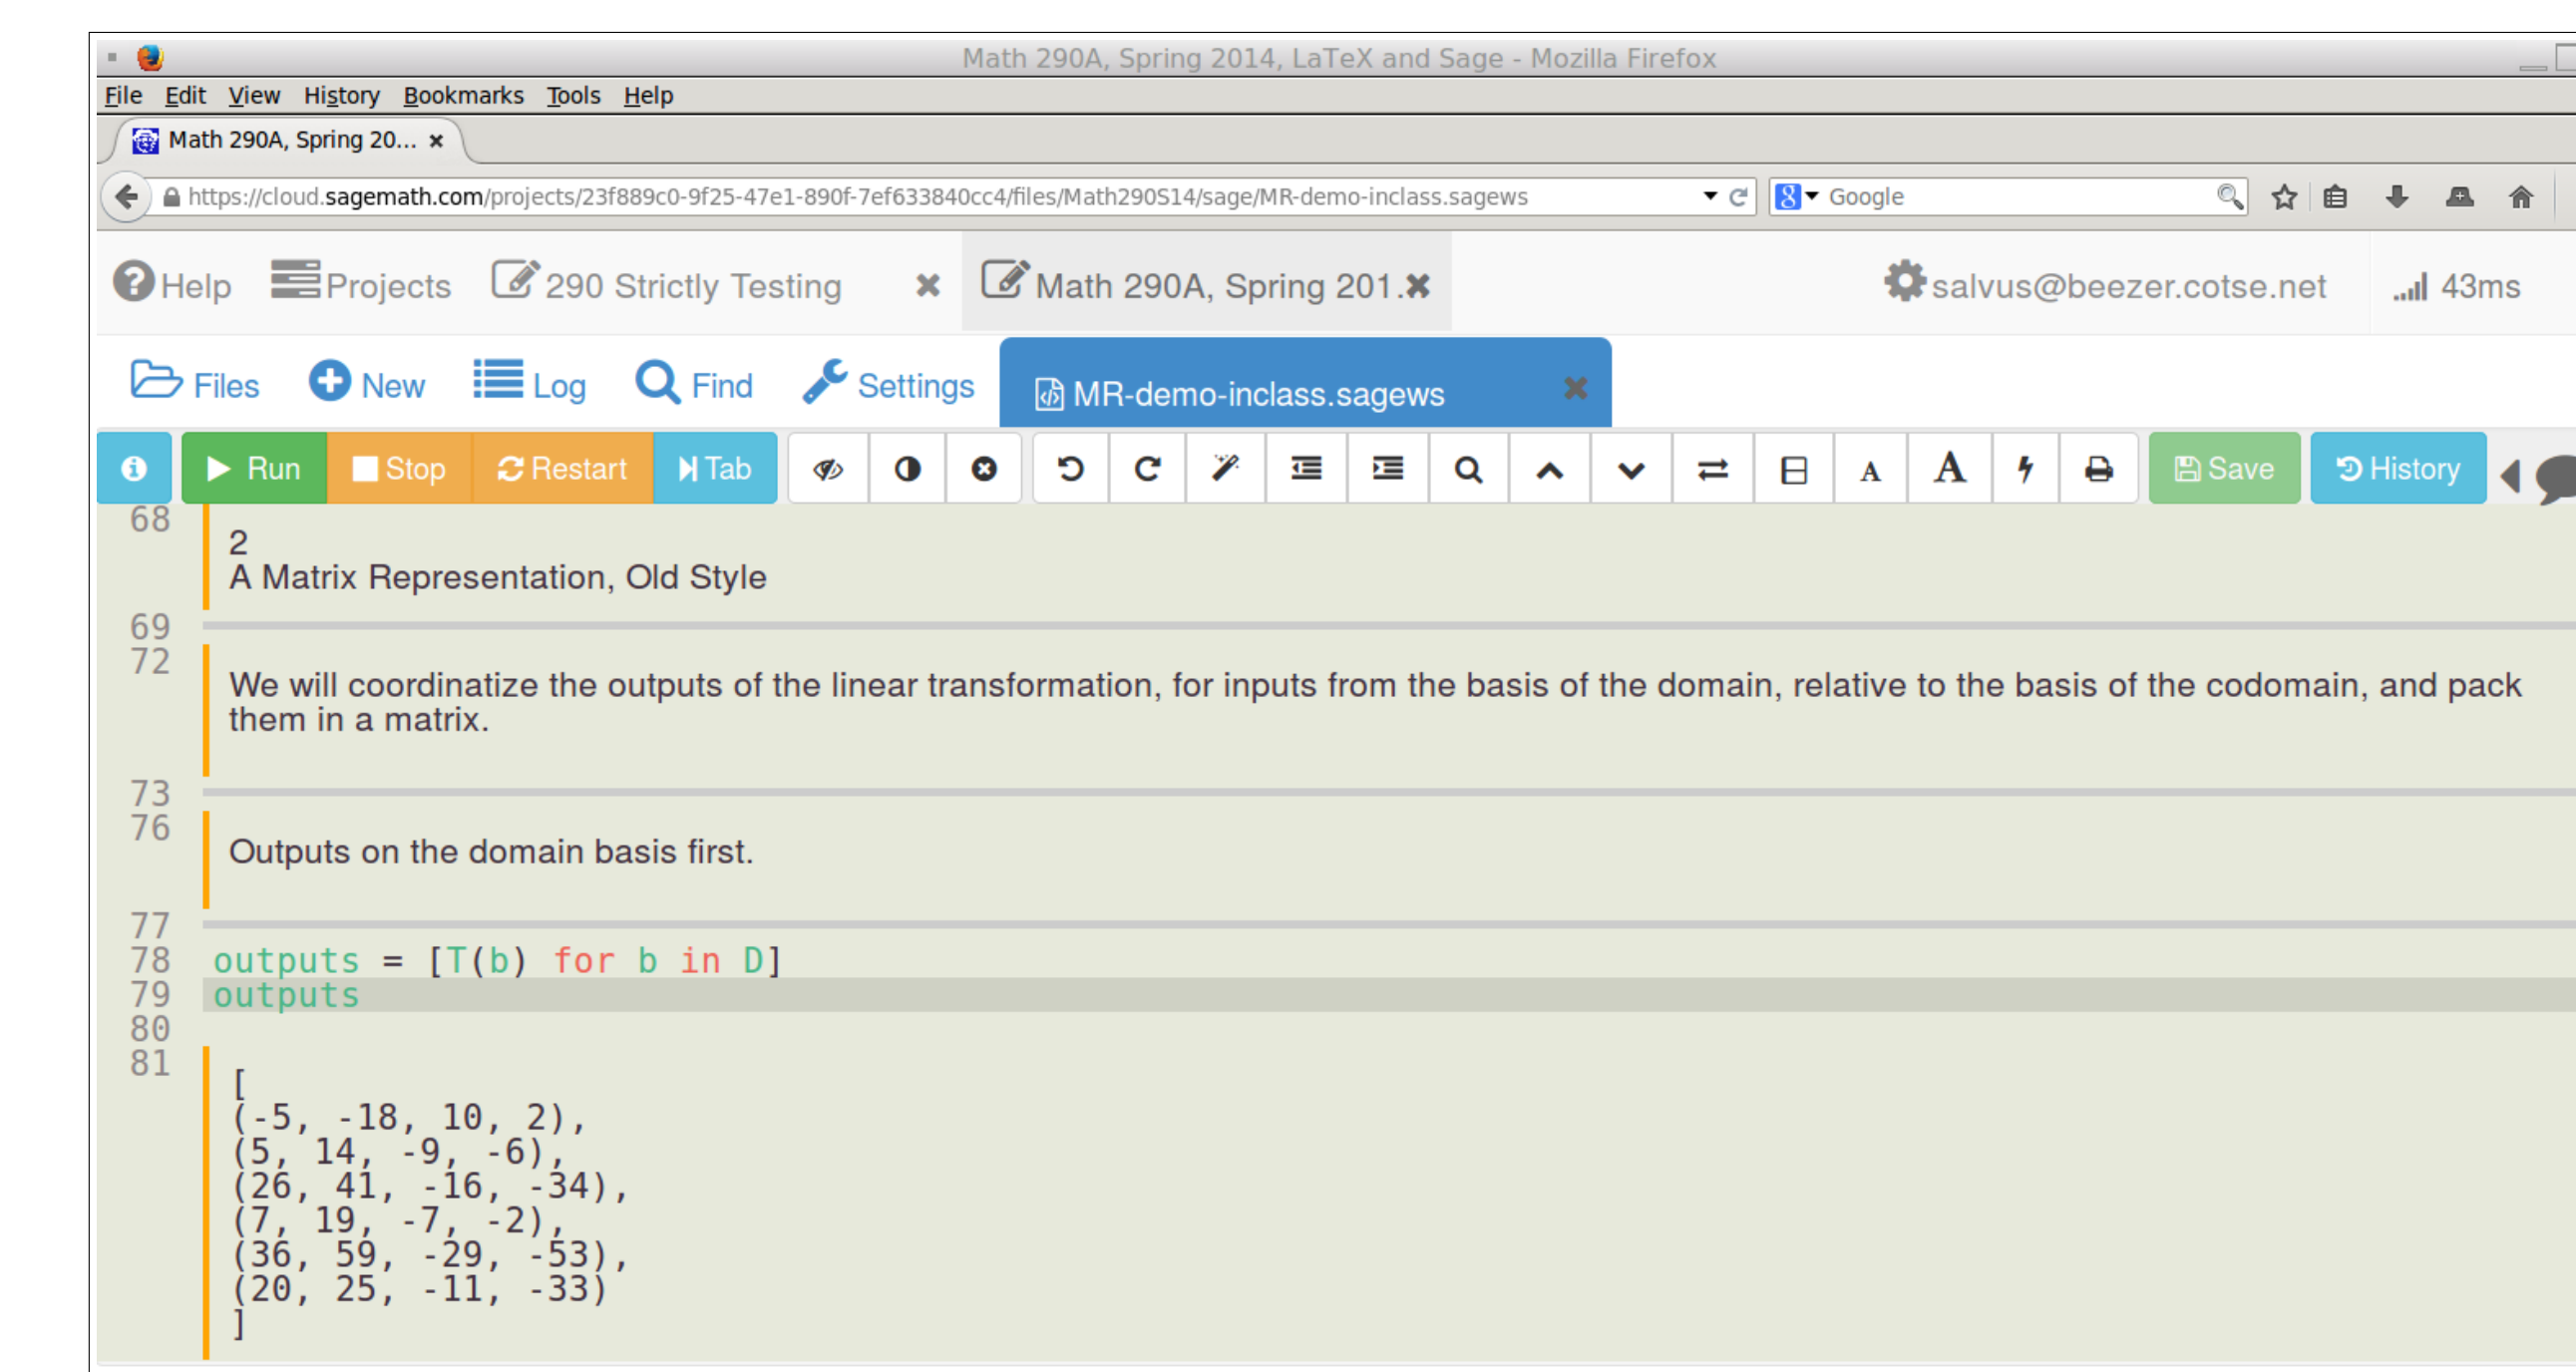 Math 290A, Spring 2014, LaTeX and Sage - Mozilla Firefox
File Edit View History Bookmarks Tools Help
Math 290A, Spring 20...
https://cloud.sagemath.com/projects/23f889c0-9f25-47e1-890f-7ef633840cc4/files/Math290S14/sage/MR-demo-inclass.sagews Google
Help Projects 290 Strictly Testing Math 290A, Spring 201. salvus@beezer.cotse.net 43ms
Files New Log Find Settings MR-demo-inclass.sagews
Run Stop Restart Tab A A Save History
68
2
A Matrix Representation, Old Style
69
72
We will coordinatize the outputs of the linear transformation, for inputs from the basis of the domain, relative to the basis of the codomain, and pack
them in a matrix.
73
76
Outputs on the domain basis first.
77
78 outputs = [T(b) for b in D]
79 outputs
80
81
[
(-5, -18, 10, 2),
(5, 14, -9, -6),
(26, 41, -16, -34),
(7, 19, -7, -2),
(36, 59, -29, -53),
(20, 25, -11, -33)
]